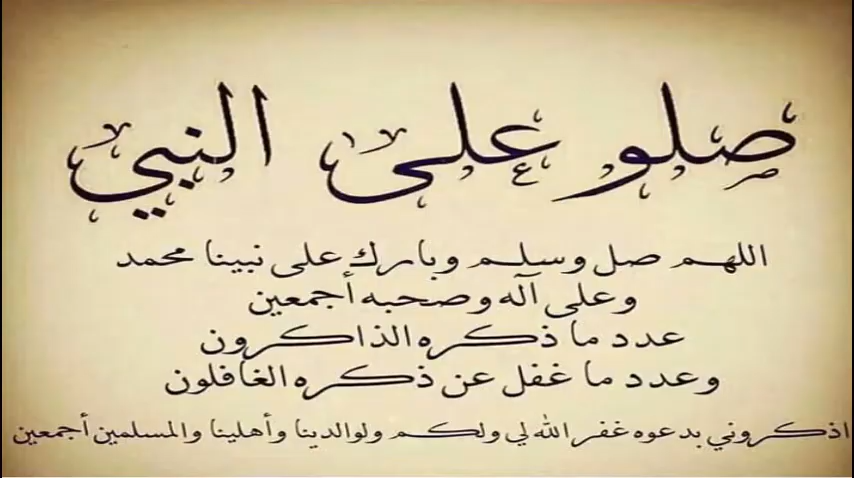 صلو على النبي
اللهم صل وسلم وبارك على نبينا محمد
وعلى آله وصحبه أجمعين
عدد ما ذكره الذاكرون
وعدد ما غفل عن ذكره الغافلون
اذكروني بدعوه غفر الله لي ولكم ولوالدينا وأهلينا والمسلمين أجمعين